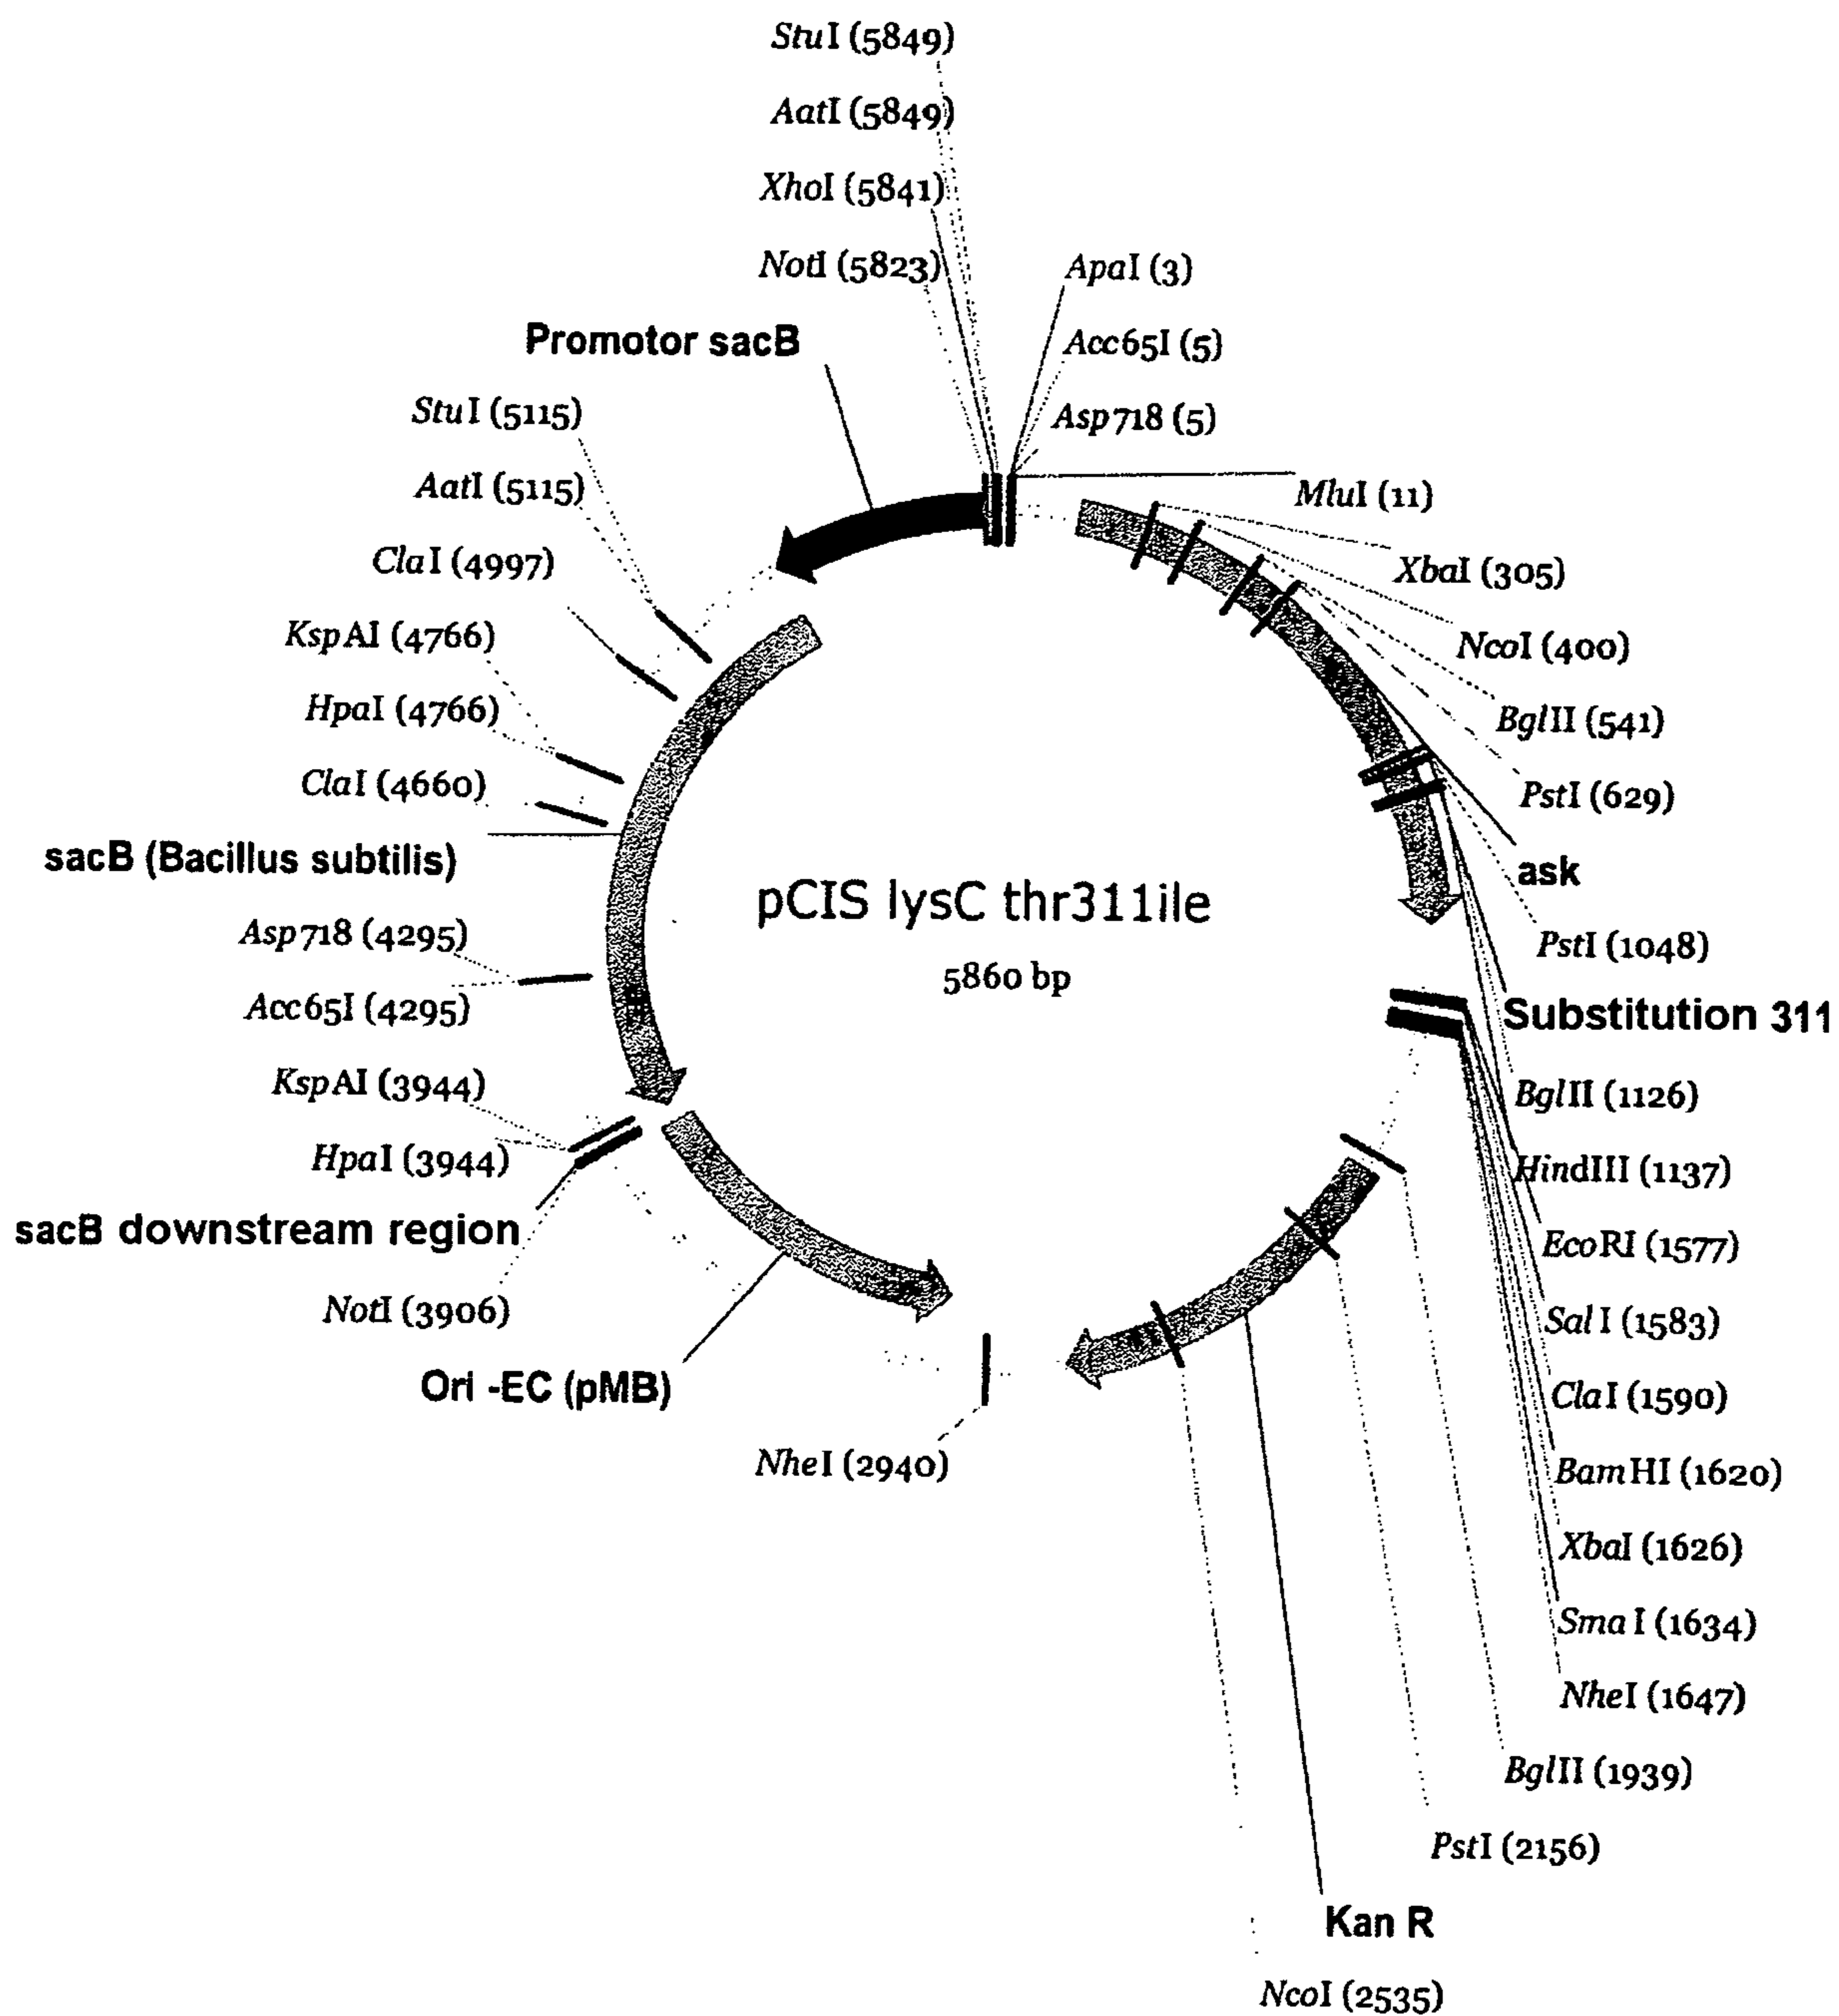 StuI (5849)
AatI (5849)
XhoI (5841)
NotI (5823)
ApaI (3)
Acc65I (5)
Promotor sacB
Asp718 (5)
StuI (5115)
AatI (5115)
MluI (11)
ClaI (4997)
XbaI (305)
KspAI (4766)
NcoI (400)
HpaI (4766)
BglII (541)
ClaI (4660)
PstI (629)
sacB (Bacillus subtilis)
ask
pCIS lysC thr311ile
5860 bp
Asp718 (4295)
PstI (1048)
Acc65I (4295)
Substitution 311
KspAI (3944)
BglII (1126)
HpaI (3944)
HindIII (1137)
sacB downstream region
EcoRI (1577)
NotI (3906)
SalI (1583)
Ori -EC (pMB)
ClaI (1590)
NheI (2940)
BamHI (1620)
XbaI (1626)
SmaI (1634)
NheI (1647)
BglII (1939)
PstI (2156)
Kan R
NcoI (2535)